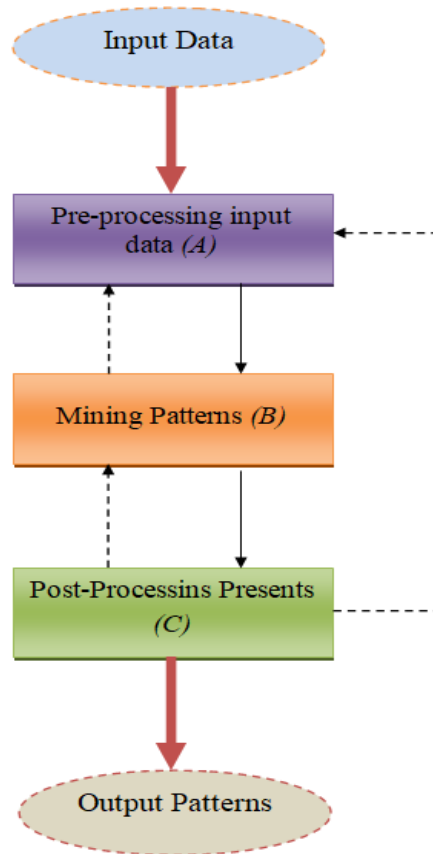 Input Data
Pre-processing input
data (A)
Mining Patterns (B)
Post-Processins Presents
(C)
Output Patterns